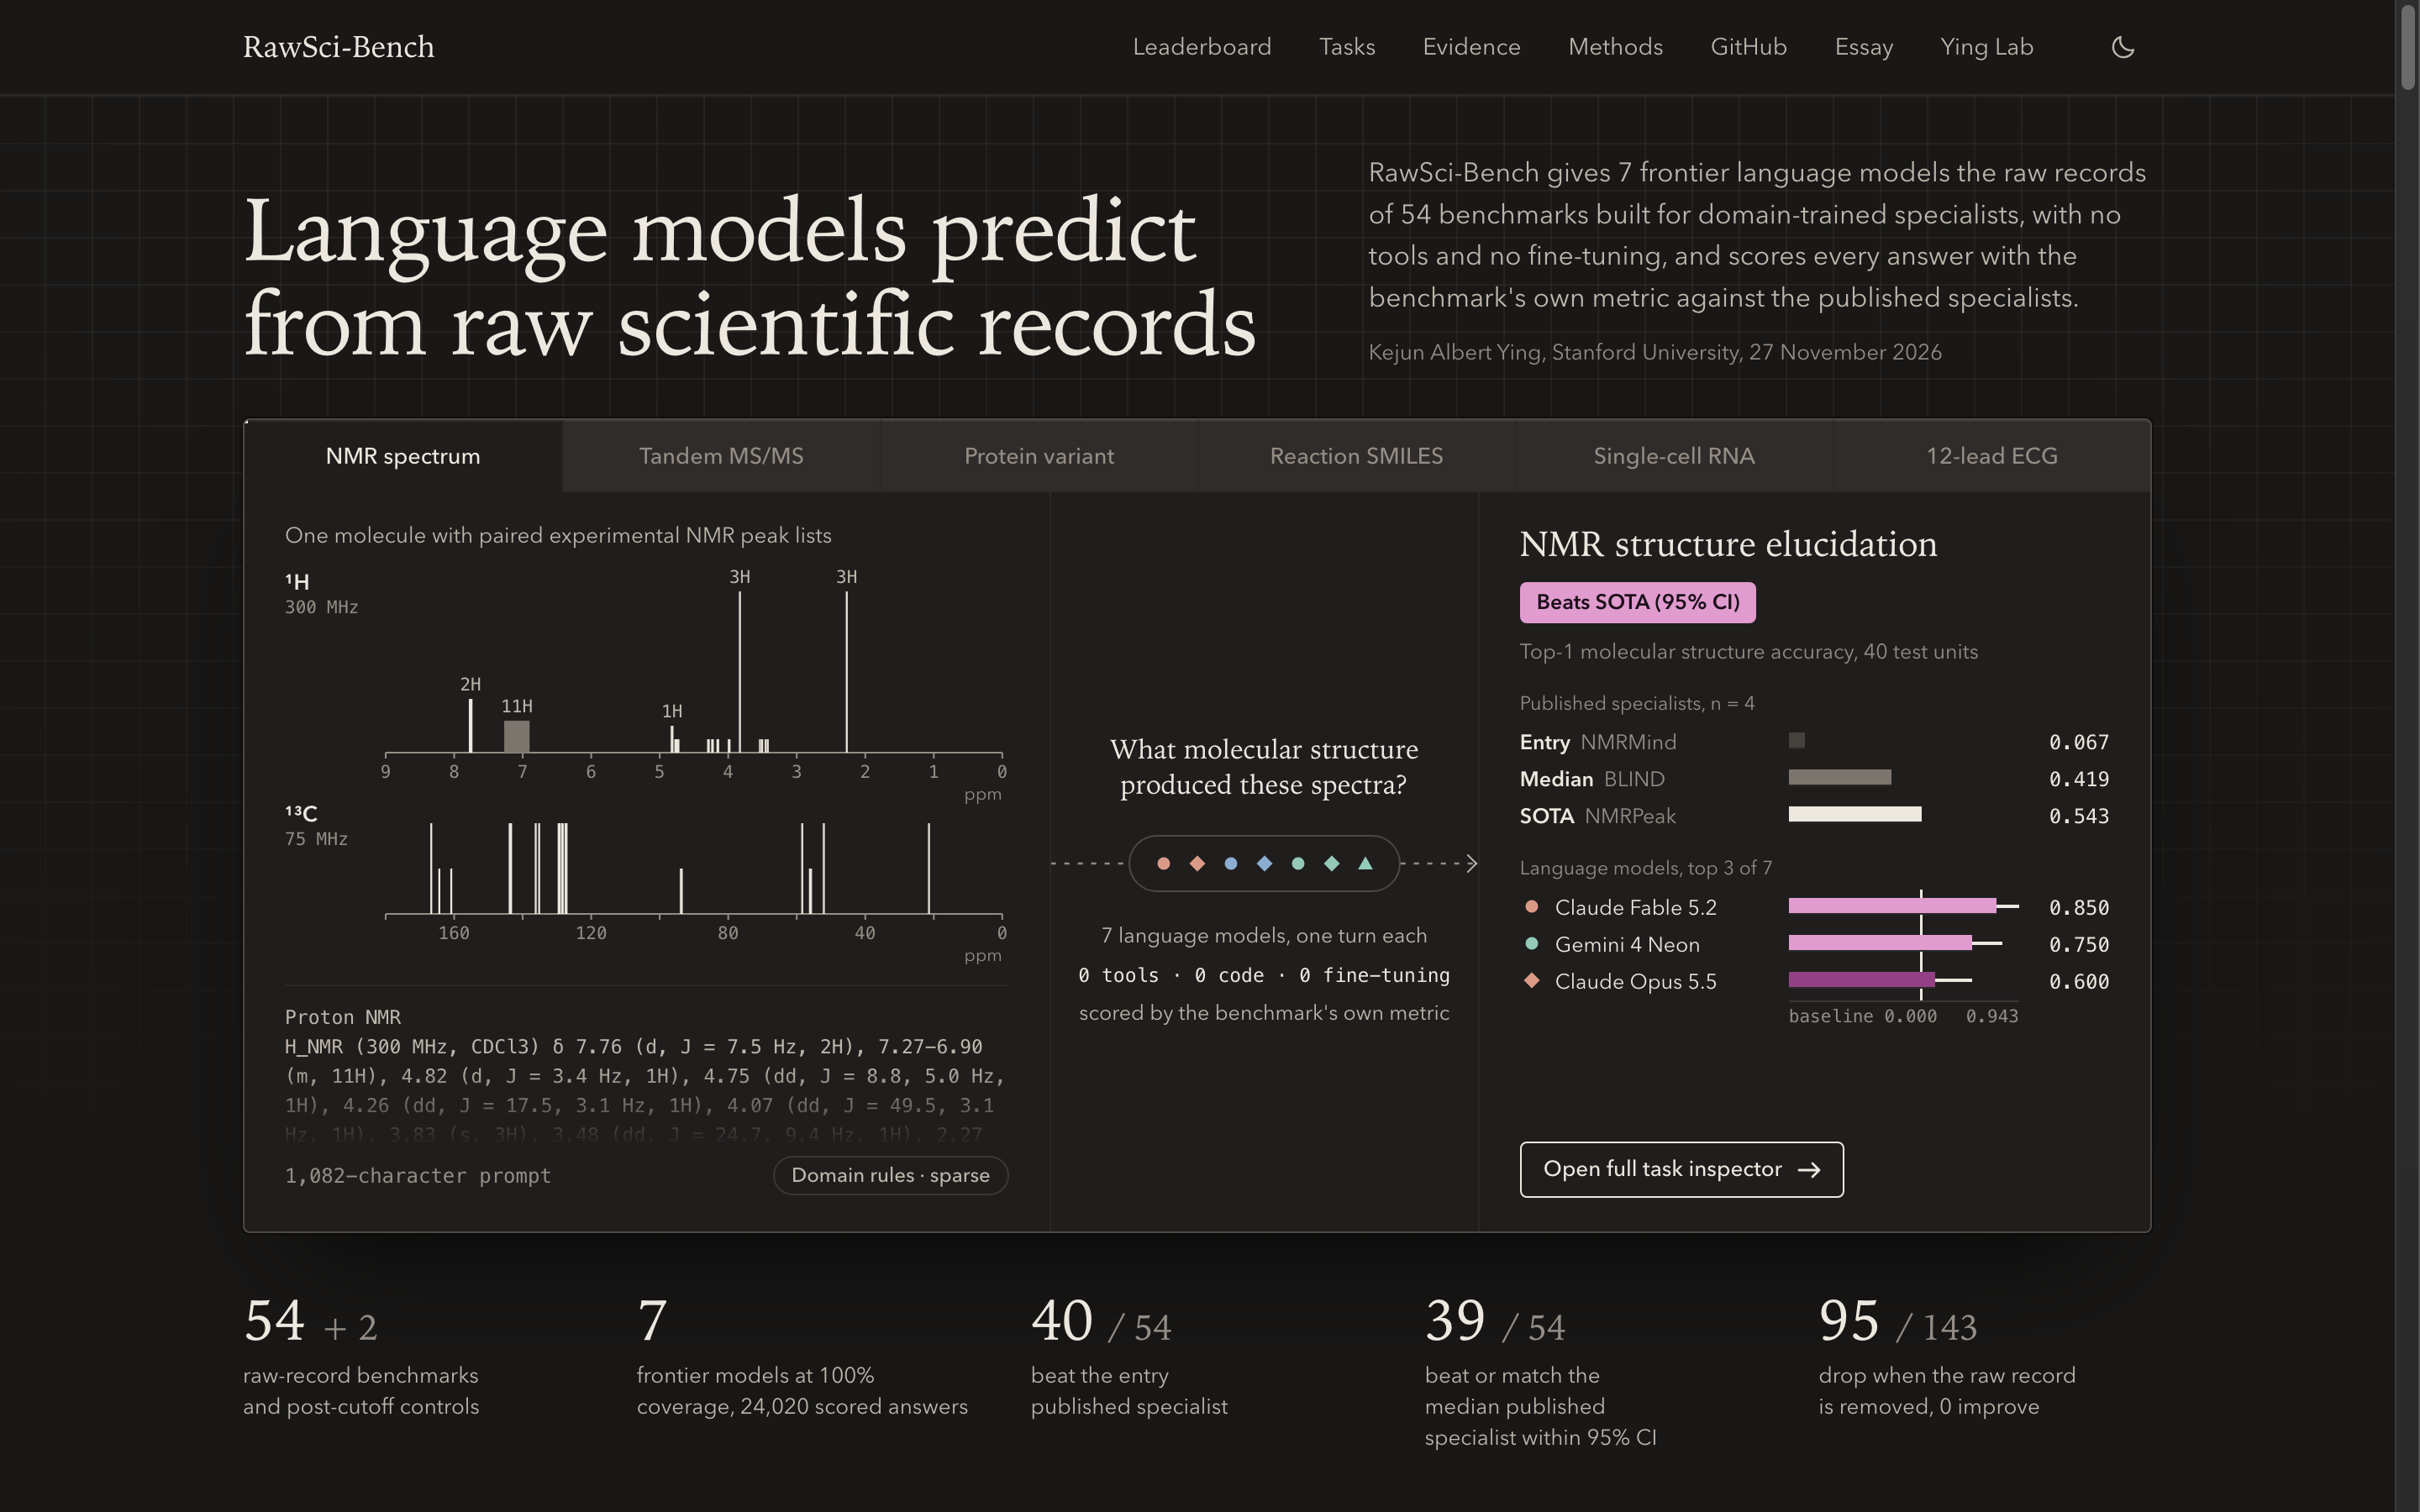 RawSci-Bench
Leaderboard Tasks Evidence Methods GitHub Essay Ying Lab
Language models predict
from raw scientific records
RawSci-Bench gives 7 frontier language models the raw records
of 54 benchmarks built for domain-trained specialists, with no
tools and no fine-tuning, and scores every answer with the
benchmark's own metric against the published specialists.
Kejun Albert Ying, Stanford University, 27 November 2026
NMR spectrum Tandem MS/MS Protein variant Reaction SMILES Single-cell RNA 12-lead ECG
One molecule with paired experimental NMR peak lists
¹H
300 MHz
3H 3H
2H
11H
1H
9 8 7 6 5 4 3 2 1 0
ppm
¹³C
75 MHz
160 120 80 40 0
ppm
Proton NMR
H_NMR (300 MHz, CDCl3) δ 7.76 (d, J = 7.5 Hz, 2H), 7.27–6.90
(m, 11H), 4.82 (d, J = 3.4 Hz, 1H), 4.75 (dd, J = 8.8, 5.0 Hz,
1H), 4.26 (dd, J = 17.5, 3.1 Hz, 1H), 4.07 (dd, J = 49.5, 3.1
Hz, 1H), 3.83 (s, 3H), 3.48 (dd, J = 24.7, 9.4 Hz, 1H), 2.27
1,082–character prompt
Domain rules · sparse
What molecular structure
produced these spectra?
7 language models, one turn each
0 tools · 0 code · 0 fine-tuning
scored by the benchmark's own metric
NMR structure elucidation
Beats SOTA (95% CI)
Top-1 molecular structure accuracy, 40 test units
Published specialists, n = 4
Entry NMRMind 0.067
Median BLIND 0.419
SOTA NMRPeak 0.543
Language models, top 3 of 7
Claude Fable 5.2 0.850
Gemini 4 Neon 0.750
Claude Opus 5.5 0.600
baseline 0.000 0.943
Open full task inspector →
54 + 2
raw-record benchmarks
and post-cutoff controls
7
frontier models at 100%
coverage, 24,020 scored answers
40 / 54
beat the entry
published specialist
39 / 54
beat or match the
median published
specialist within 95% CI
95 / 143
drop when the raw record
is removed, 0 improve